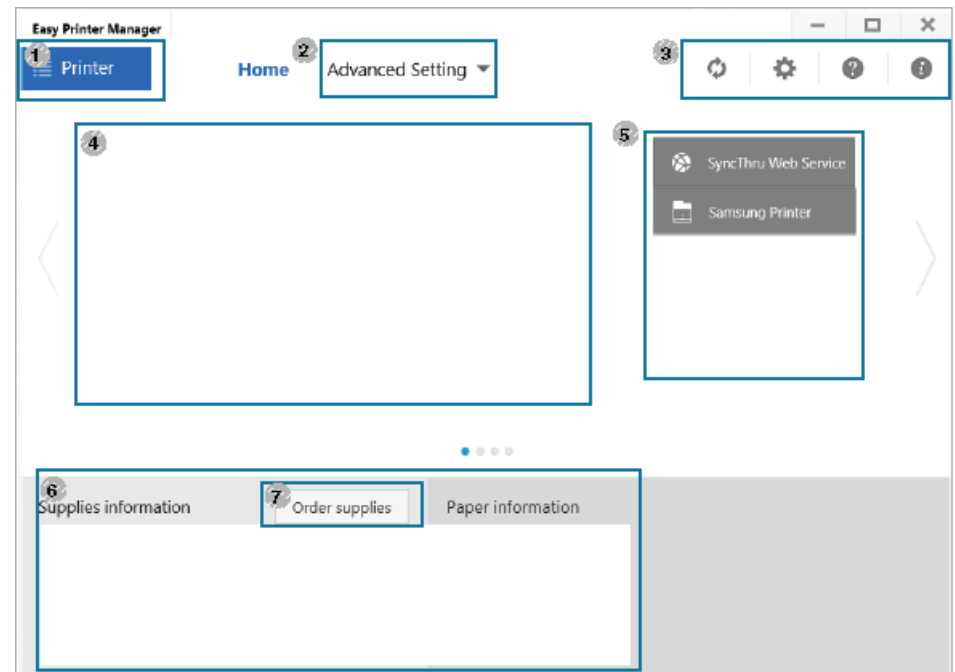 Easy Printer Manager
1
Printer
Home
2
Advanced Setting
3
4
5
SyncThru Web Service
Samsung Printer
6
Supplies information
7
Order supplies
Paper information